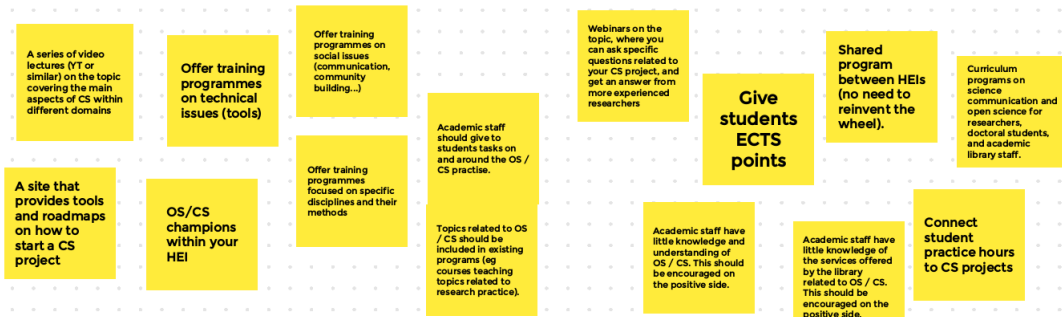 A series of video
lectures (YT or
similar) on the topic
covering the main
aspects of CS within
different domains
Offer training
programmes
on technical
issues (tools)
Offer training
programmes on
social issues
(communication,
community
building...)
Academic staff
should give to
students tasks on
and around the OS /
CS practise.
Webinars on the
topic, where you
can ask specific
questions related to
your CS project, and
get an answer from
more experienced
researchers
Give
students
ECTS
points
Shared
program
between HEIs
(no need to
reinvent the
wheel).
Curriculum
programs on
science
communication and
open science for
researchers,
doctoral students,
and academic
library staff.
A site that
provides tools
and roadmaps
on how to
start a CS
project
OS/CS
champions
within your
HEI
Offer training
programmes
focused on specific
disciplines and their
methods
Topics related to OS
/ CS should be
included in existing
programs (eg
courses teaching
topics related to
research practice).
Academic staff have
little knowledge and
understanding of
OS / CS. This should
be encouraged on
the positive side.
Academic staff have
little knowledge of
the services offered
by the library
related to OS / CS.
This should be
encouraged on the
positive side.
Connect
student
practice hours
to CS projects